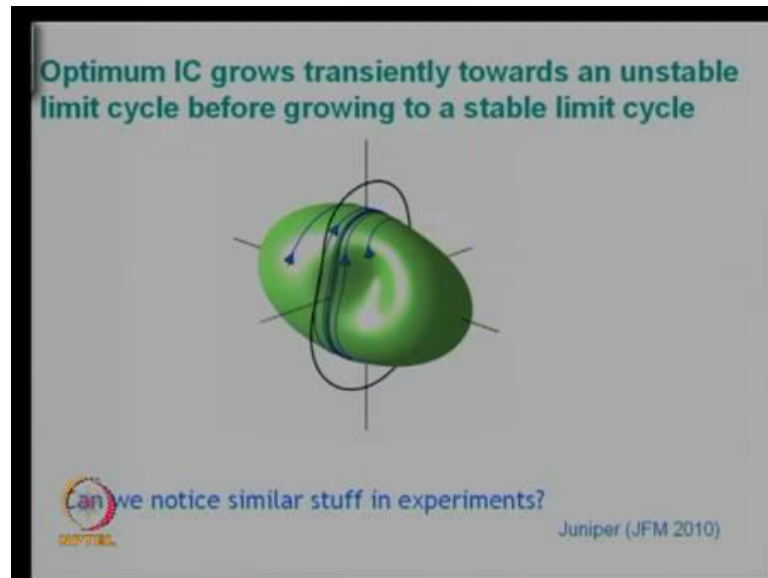 Optimum IC grows transiently towards an unstable
limit cycle before growing to a stable limit cycle
Can we notice similar stuff in experiments?
Juniper (JFM 2010)
NPTEL